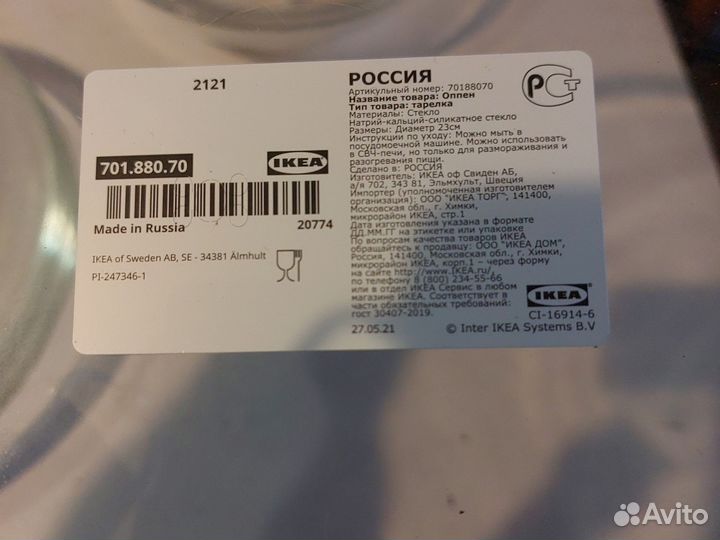 2121
701.880.70
IKEA
Made in Russia
20774
IKEA of Sweden AB, SE - 34381 Älmhult
PI-247346-1
РОССИЯ
Артикульный номер: 70188070
Название товара: Оппен
Тип товара: тарелка
Материалы: Стекло
Натрий-кальций-силикатное стекло
Размеры: Диаметр 23см
Инструкции по уходу: Можно мыть в
посудомоечной машине. Можно использовать
в СВЧ-печи, но только для размораживания и
разогревания пищи.
Сделано в: РОССИЯ
Изготовитель: ИКЕА оф Свиден АБ,
а/я 702, 343 81, Эльмхульт, Швеция
Импортер (уполномоченная изготовителем
организация): ООО "ИКЕА ТОРГ", 141400,
Московская обл., г. Химки,
микрорайон ИКЕА, стр.1
Дата изготовления указана в формате
ДД.ММ.ГГ на этикетке или упаковке
По вопросам качества товаров ИКЕА
обращайтесь к продавцу: ООО "ИКЕА ДОМ",
Россия, 141400, Московская обл., г. Химки,
микрорайон ИКЕА, корп.1 – через форму
на сайте http://www.IKEA.ru/
по телефону 8 (800) 234-55-66
или в отдел ИКЕА Сервис в любом
магазине ИКЕА. Соответствует в
части обязательных требований:
гост 30407-2019.
27.05.21
РСТ
IKEA
CI-16914-6
© Inter IKEA Systems B.V
Avito